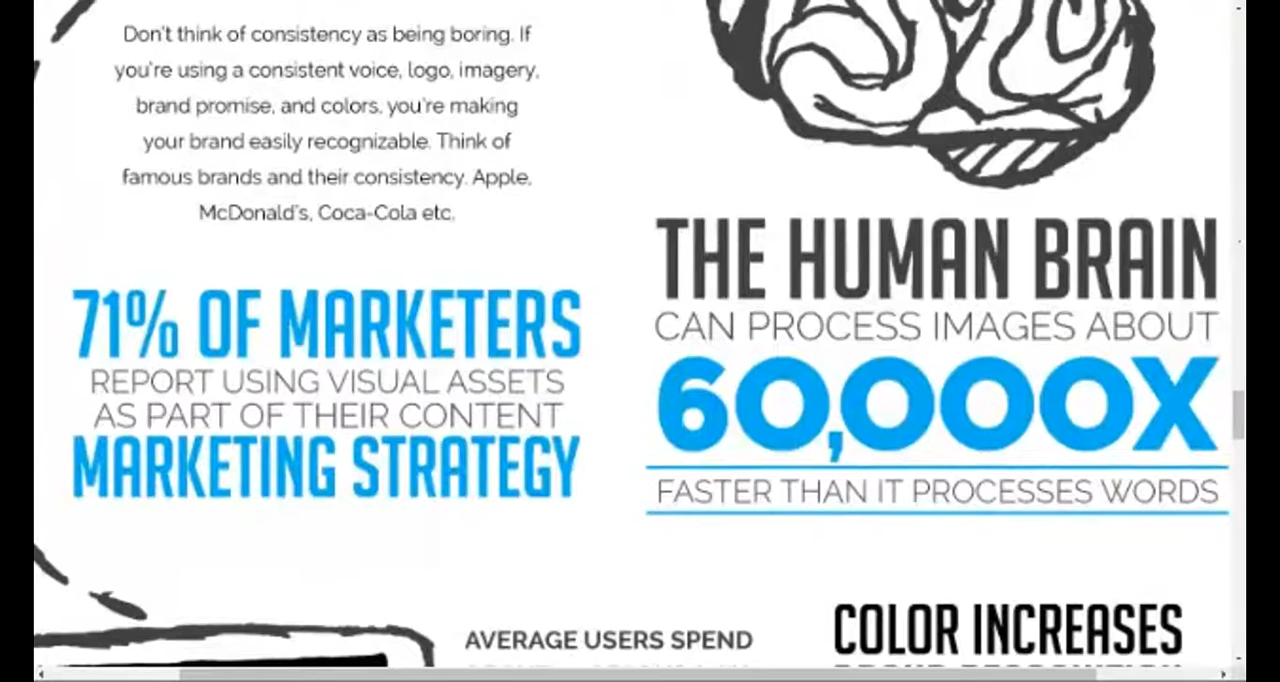 Don't think of consistency as being boring. If
you're using a consistent voice, logo, imagery,
brand promise, and colors, you're making
your brand easily recognizable. Think of
famous brands and their consistency. Apple,
McDonald's, Coca-Cola etc.
71% OF MARKETERS
REPORT USING VISUAL ASSETS
AS PART OF THEIR CONTENT
MARKETING STRATEGY
THE HUMAN BRAIN
CAN PROCESS IMAGES ABOUT
60,000X
FASTER THAN IT PROCESSES WORDS
AVERAGE USERS SPEND
COLOR INCREASES